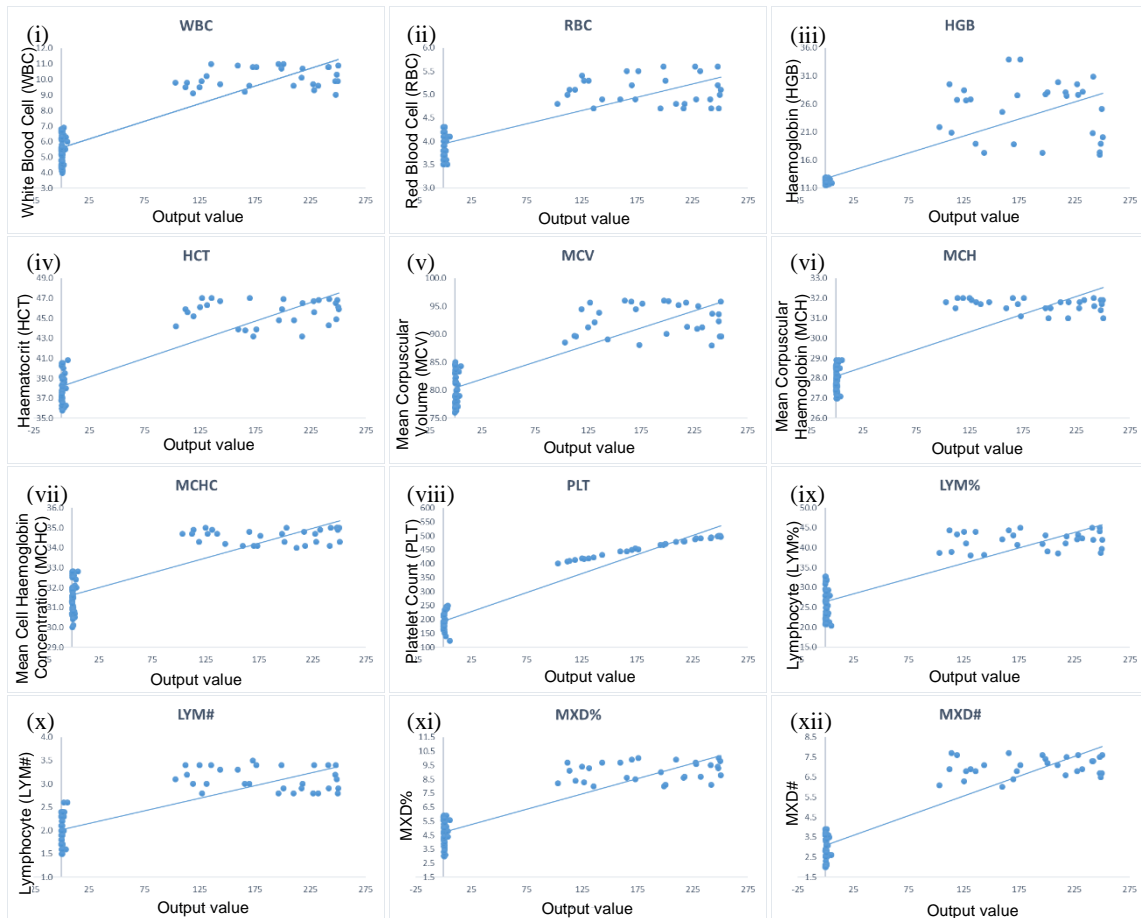 (i)
WBC
White Blood Cell (WBC)
12.0
11.0
10.0
9.0
8.0
7.0
6.0
5.0
4.0
3.0
-25 25 75 125 175 225 275
Output value
(ii)
RBC
Red Blood Cell (RBC)
6.0
5.5
5.0
4.5
4.0
3.5
3.0
-25 25 75 125 175 225 275
Output value
(iii)
HGB
Haemoglobin (HGB)
36.0
31.0
26.0
21.0
16.0
11.0
-25 25 75 125 175 225 275
Output value
(iv)
HCT
Haematocrit (HCT)
49.0
47.0
45.0
43.0
41.0
39.0
37.0
35.0
-25 25 75 125 175 225 275
Output value
(v)
MCV
Mean Corpuscular
Volume (MCV)
100.0
95.0
90.0
85.0
80.0
75.0
-25 25 75 125 175 225 275
Output value
(vi)
MCH
Mean Corpuscular
Haemoglobin (MCH)
34.0
33.0
32.0
31.0
30.0
29.0
28.0
27.0
26.0
-25 25 75 125 175 225 275
Output value
(vii)
MCHC
Mean Cell Haemoglobin
Concentration (MCHC)
36.0
35.0
34.0
33.0
32.0
31.0
30.0
29.0
25 75 125 175 225 275
Output value
(viii)
PLT
Platelet Count (PLT)
600
500
400
300
200
100
-25 25 75 125 175 225 275
Output value
(ix)
LYM%
Lymphocyte (LYM%)
50.0
45.0
40.0
35.0
30.0
25.0
20.0
15.0
-25 25 75 125 175 225 275
Output value
(x)
LYM#
Lymphocyte (LYM#)
4.0
3.5
3.0
2.5
2.0
1.5
1.0
-25 25 75 125 175 225 275
Output value
(xi)
MXD%
MXD%
11.5
10.5
9.5
8.5
7.5
6.5
5.5
4.5
3.5
2.5
1.5
-25 25 75 125 175 225 275
Output value
(xii)
MXD#
MXD#
8.5
7.5
6.5
5.5
4.5
3.5
2.5
1.5
0.5
-25 25 75 125 175 225 275
Output value